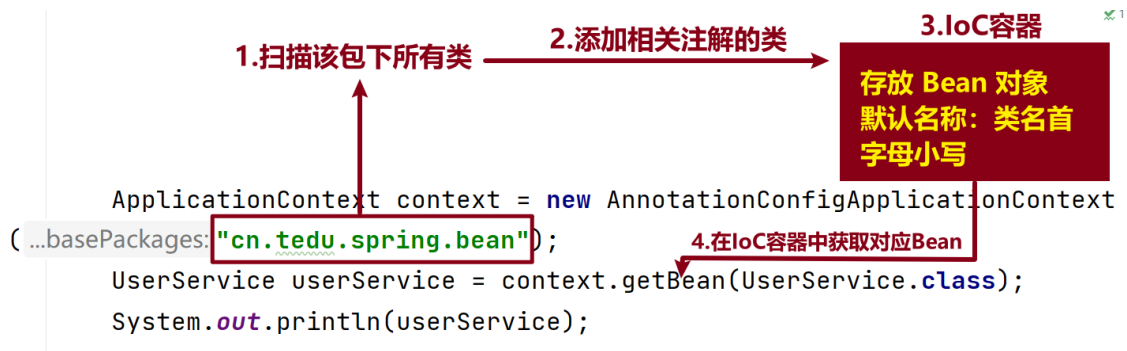 1
3.IoC容器
2.添加相关注解的类
1.扫描该包下所有类
存放 Bean 对象
默认名称：类名首
字母小写
ApplicationContext context = new AnnotationConfigApplicationContext
( ...basePackages: "cn.tedu.spring.bean");
4.在IoC容器中获取对应Bean
UserService userService = context.getBean(UserService.class);
System.out.println(userService);